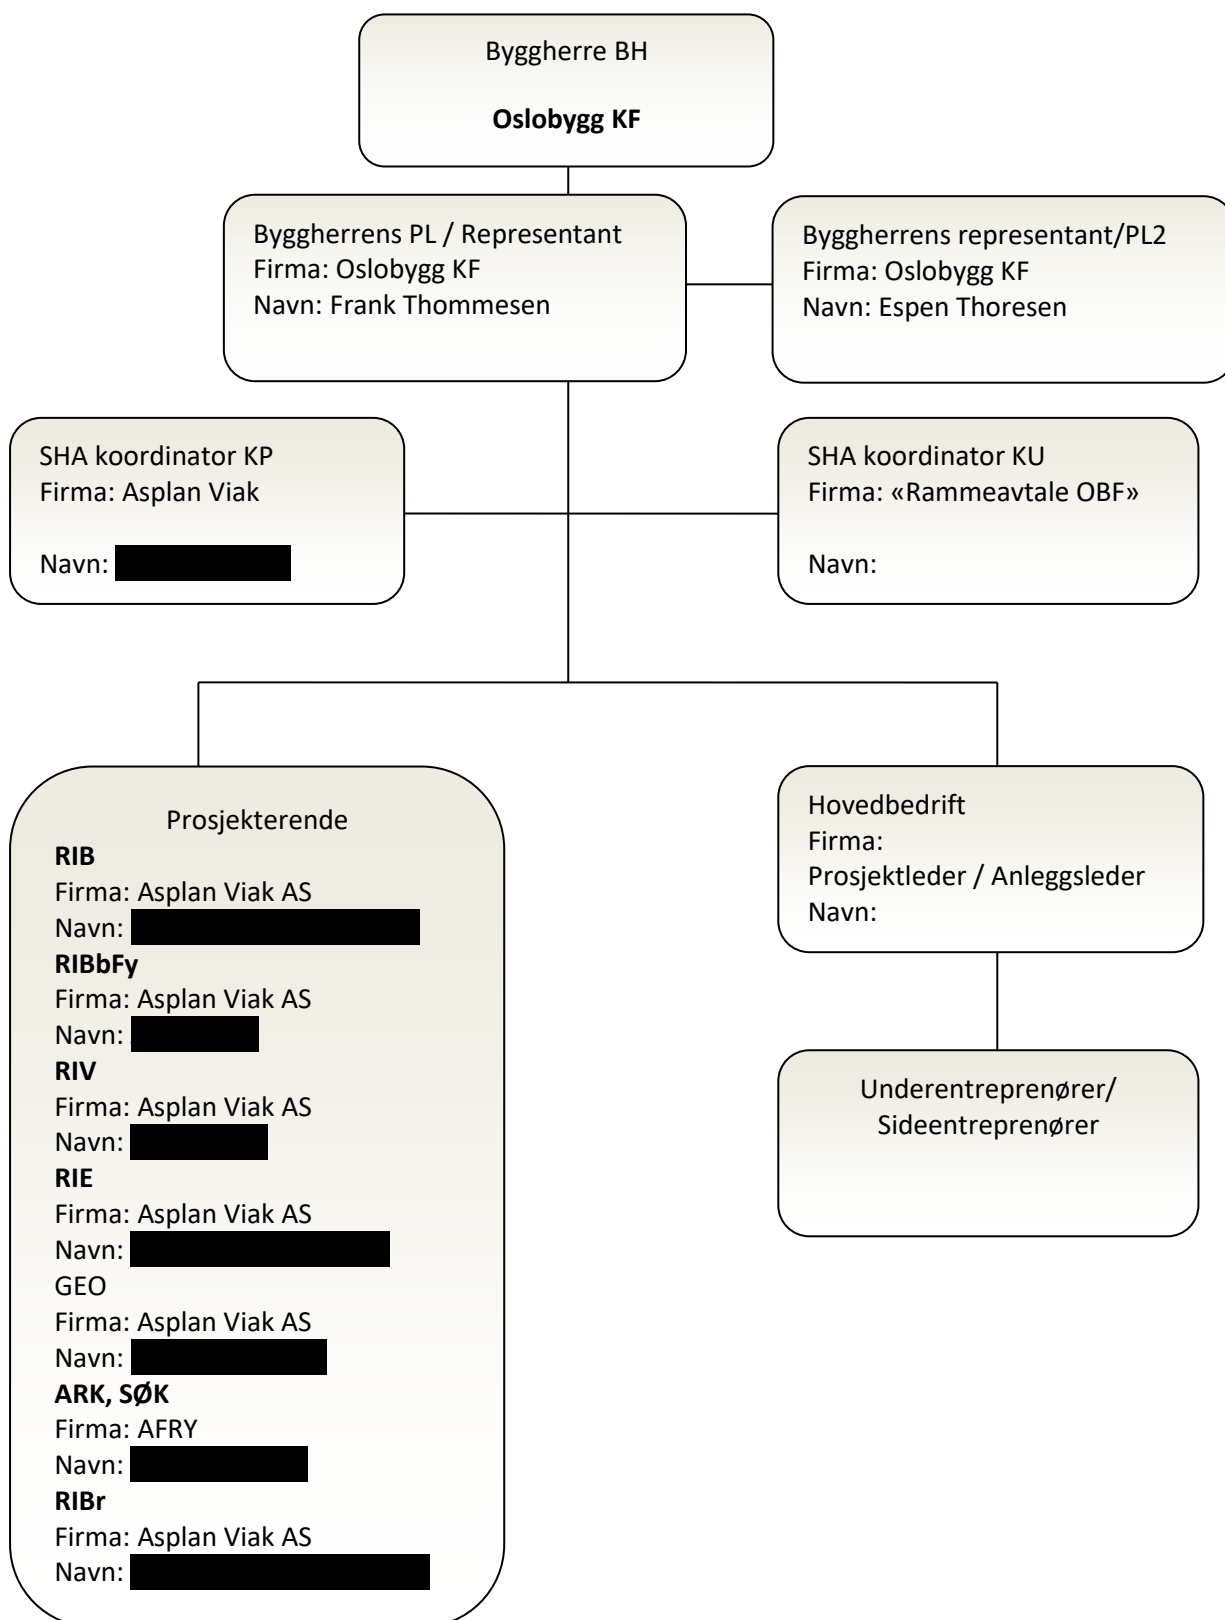 Byggherre BH
Oslobygg KF
Byggherrens PL / Representant
Firma: Oslobygg KF
Navn: Frank Thommesen
Byggherrens representant/PL2
Firma: Oslobygg KF
Navn: Espen Thoresen
SHA koordinator KP
Firma: Asplan Viak
Navn:
SHA koordinator KU
Firma: «Rammeavtale OBF»
Navn:
Prosjekterende
RIB
Firma: Asplan Viak AS
Navn:
RIBbFy
Firma: Asplan Viak AS
Navn:
RIV
Firma: Asplan Viak AS
Navn:
RIE
Firma: Asplan Viak AS
Navn:
GEO
Firma: Asplan Viak AS
Navn:
ARK, SØK
Firma: AFRY
Navn:
RIBr
Firma: Asplan Viak AS
Navn:
Hovedbedrift
Firma:
Prosjektleder / Anleggsleder
Navn:
Underentreprenører/
Sideentreprenører